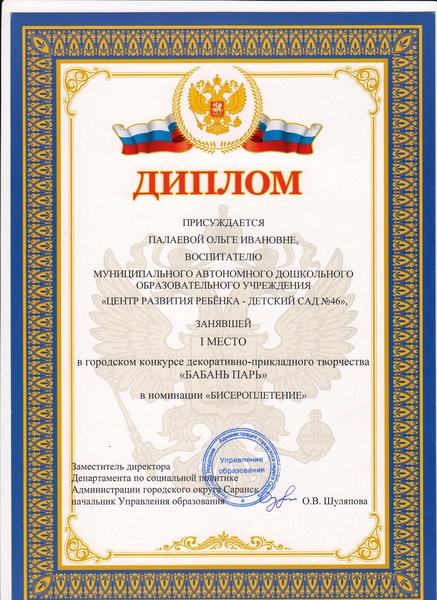 ДИПЛОМ
ПРИСУЖДАЕТСЯ
ПАЛАЕВОЙ ОЛЬГЕ ИВАНОВНЕ,
ВОСПИТАТЕЛЮ
МУНИЦИПАЛЬНОГО АВТОНОМНОГО ДОШКОЛЬНОГО
ОБРАЗОВАТЕЛЬНОГО УЧРЕЖДЕНИЯ
«ЦЕНТР РАЗВИТИЯ РЕБЁНКА - ДЕТСКИЙ САД №46»,
ЗАНЯВШЕЙ
I МЕСТО
в городском конкурсе декоративно-прикладного творчества
«БАБАНЬ ПАРЬ»
в номинации «БИСЕРОПЛЕТЕНИЕ»
Управление
образования
Заместитель директора
Департамента по социальной политике
Администрации городского округа Саранск -
начальник Управления образования О.В. Шуляпова